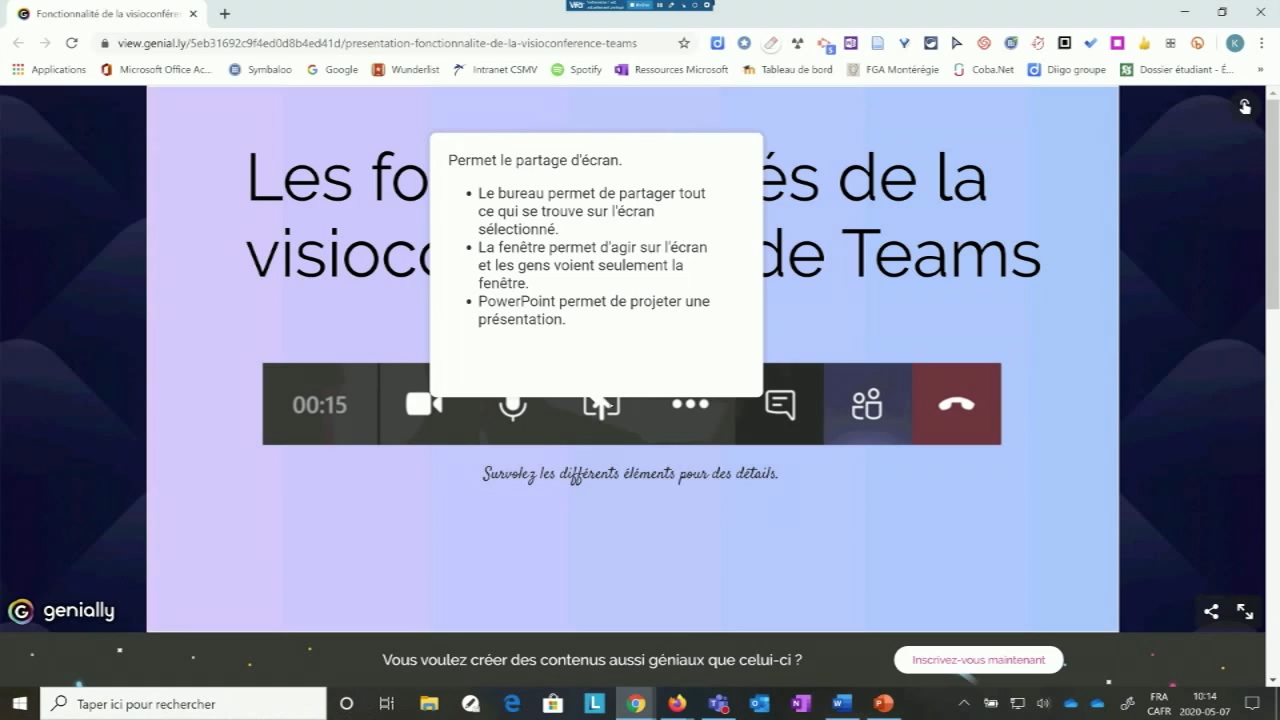 Fonctionnalité de la visioconfére
view.genial.ly/5eb31692c9f4ed0d8b4ed41d/presentation-fonctionnalite-de-la-visioconference-teams
K
Applications
Microsoft Office Ac...
Symbaloo
Google
Wunderlist
Intranet CSMV
Spotify
Ressources Microsoft
Tableau de bord
FGA Montérégie
Coba.Net
Diigo groupe
Dossier étudiant - É...
»
Les fo és de la
visioco de Teams
Permet le partage d'écran.
• Le bureau permet de partager tout
ce qui se trouve sur l'écran
sélectionné.
• La fenêtre permet d'agir sur l'écran
et les gens voient seulement la
fenêtre.
• PowerPoint permet de projeter une
présentation.
00:15
Survolez les différents éléments pour des détails.
genially
Vous voulez créer des contenus aussi géniaux que celui-ci ?
Inscrivez-vous maintenant
Taper ici pour rechercher
FRA
CAFR
10:14
2020-05-07